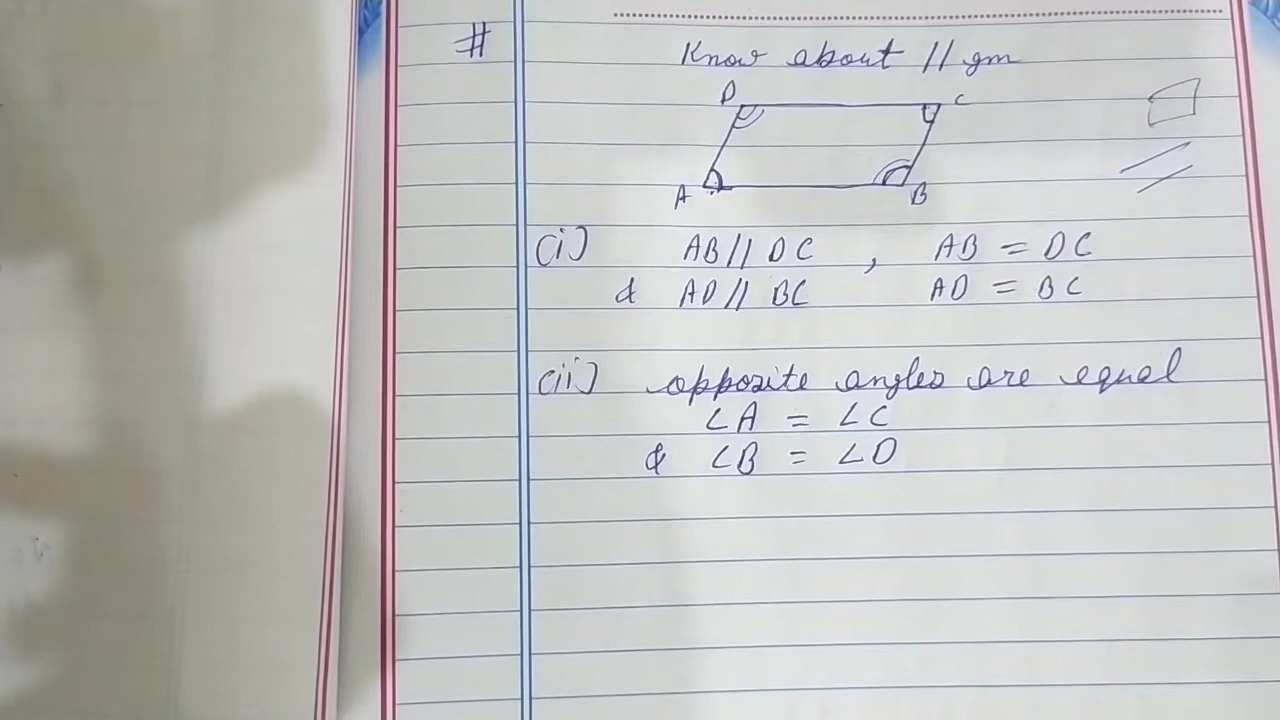 #
Know about // gm
D C
A B
(i) AB // DC , AB = DC
& AD // BC AD = BC
(ii) opposite angles are equal
∠A = ∠C
& ∠B = ∠D